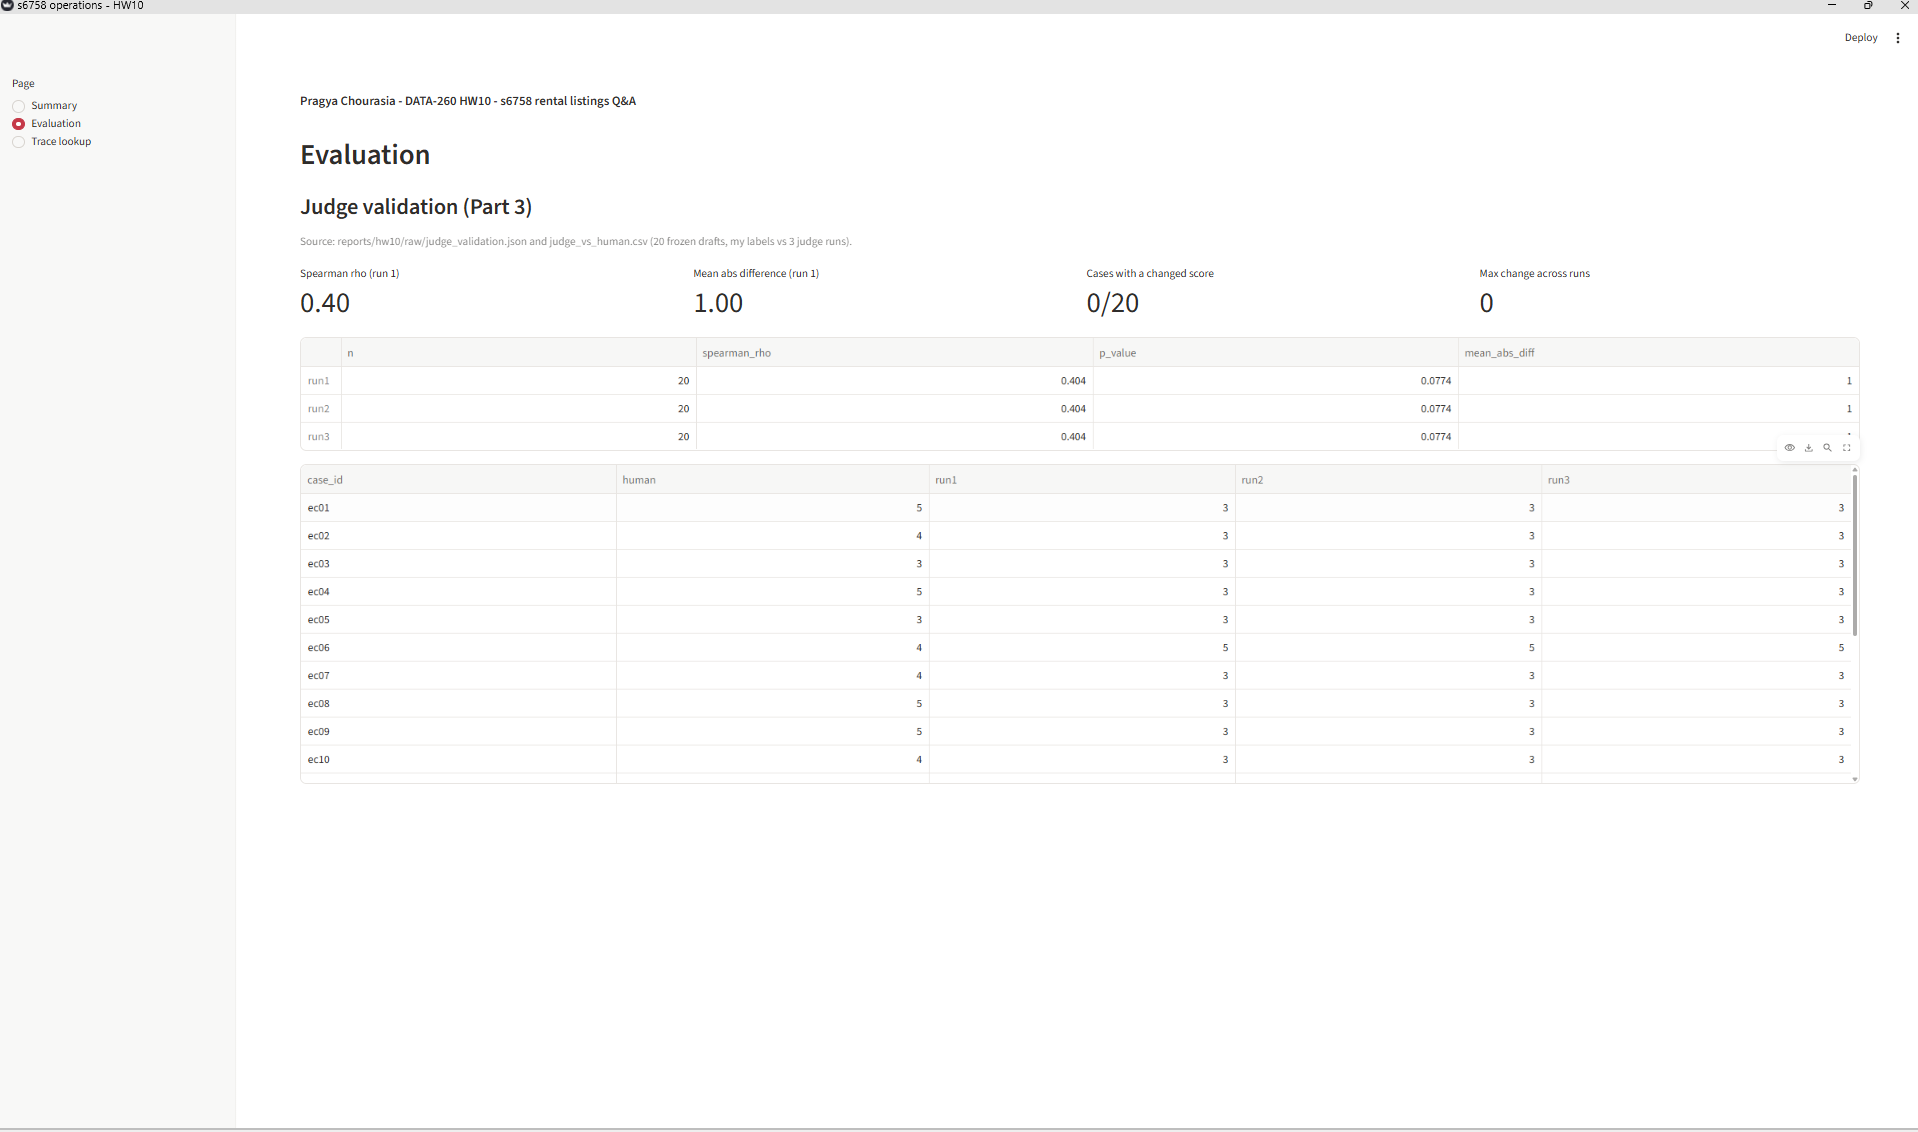 s6758 operations - HW10
Deploy
Page
Summary
Evaluation
Trace lookup
Pragya Chourasia - DATA-260 HW10 - s6758 rental listings Q&A
Evaluation
Judge validation (Part 3)
Source: reports/hw10/raw/judge_validation.json and judge_vs_human.csv (20 frozen drafts, my labels vs 3 judge runs).
Spearman rho (run 1) Mean abs difference (run 1) Cases with a changed score Max change across runs
0.40 1.00 0/20 0
n spearman_rho p_value mean_abs_diff
run1 20 0.404 0.0774 1
run2 20 0.404 0.0774 1
run3 20 0.404 0.0774
case_id human run1 run2 run3
ec01 5 3 3 3
ec02 4 3 3 3
ec03 3 3 3 3
ec04 5 3 3 3
ec05 3 3 3 3
ec06 4 5 5 5
ec07 4 3 3 3
ec08 5 3 3 3
ec09 5 3 3 3
ec10 4 3 3 3